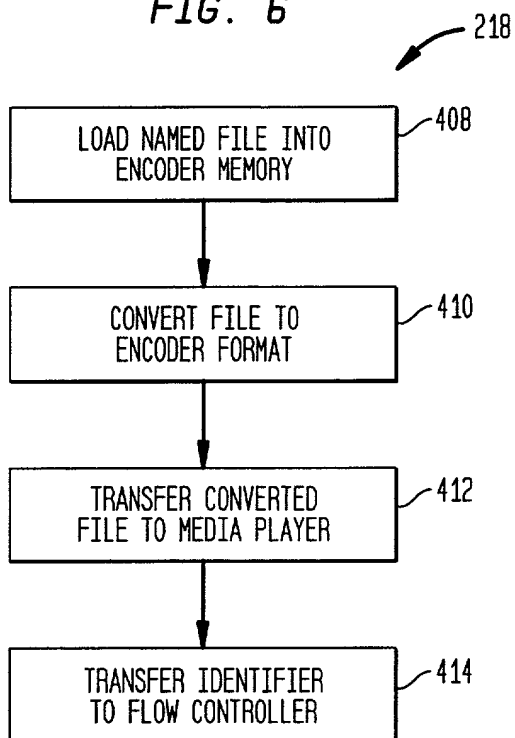 FIG. 6
218
LOAD NAMED FILE INTO
ENCODER MEMORY
408
CONVERT FILE TO
ENCODER FORMAT
410
TRANSFER CONVERTED
FILE TO MEDIA PLAYER
412
TRANSFER IDENTIFIER
TO FLOW CONTROLLER
414